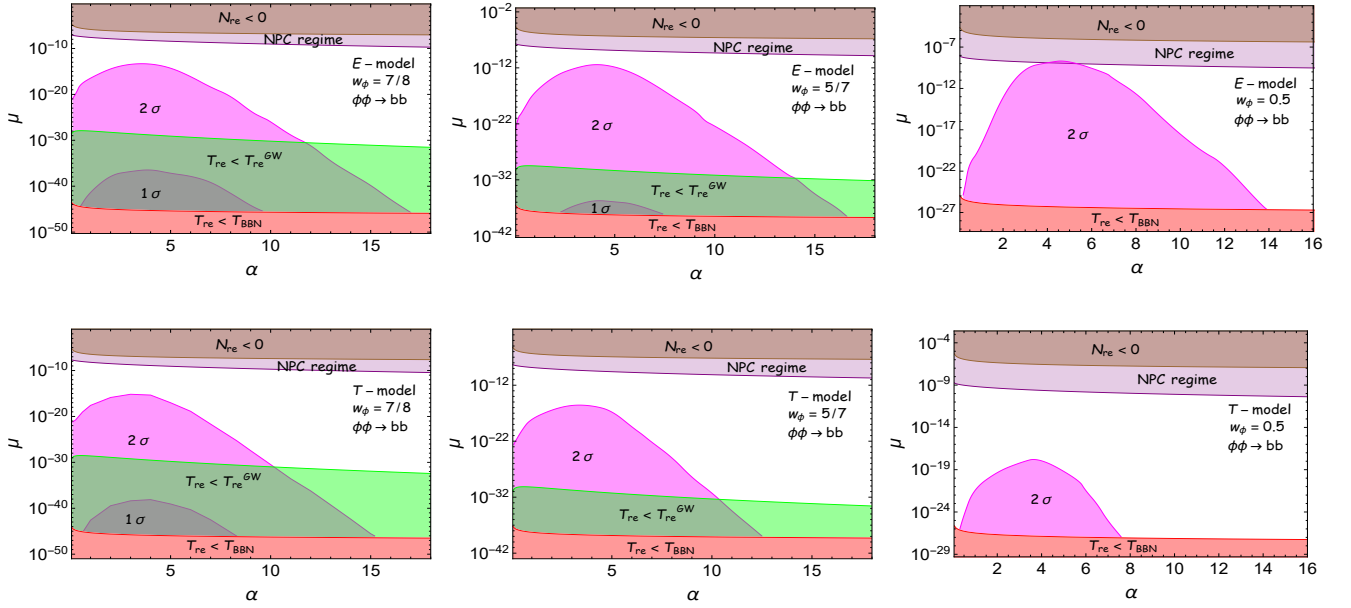 N_re < 0
NPC regime
E – model
w_ϕ = 7/8
ϕϕ → bb
2 σ
T_re < T_re^GW
1 σ
T_re < T_BBN
10^-10
10^-20
10^-30
10^-40
10^-50
μ
5
10
15
α
N_re < 0
NPC regime
E – model
w_ϕ = 5/7
ϕϕ → bb
2 σ
T_re < T_re^GW
1 σ
T_re < T_BBN
10^-2
10^-12
10^-22
10^-32
10^-42
μ
5
10
15
α
N_re < 0
NPC regime
E – model
w_ϕ = 0.5
ϕϕ → bb
2 σ
T_re < T_BBN
10^-7
10^-12
10^-17
10^-22
10^-27
μ
2
4
6
8
10
12
14
16
α
N_re < 0
NPC regime
T – model
w_ϕ = 7/8
ϕϕ → bb
2 σ
T_re < T_re^GW
1 σ
T_re < T_BBN
10^-10
10^-20
10^-30
10^-40
10^-50
μ
5
10
15
α
N_re < 0
NPC regime
T – model
w_ϕ = 5/7
ϕϕ → bb
2 σ
T_re < T_re^GW
T_re < T_BBN
10^-12
10^-22
10^-32
10^-42
μ
5
10
15
α
N_re < 0
NPC regime
T – model
w_ϕ = 0.5
ϕϕ → bb
2 σ
T_re < T_BBN
10^-4
10^-9
10^-14
10^-19
10^-24
10^-29
μ
2
4
6
8
10
12
14
16
α